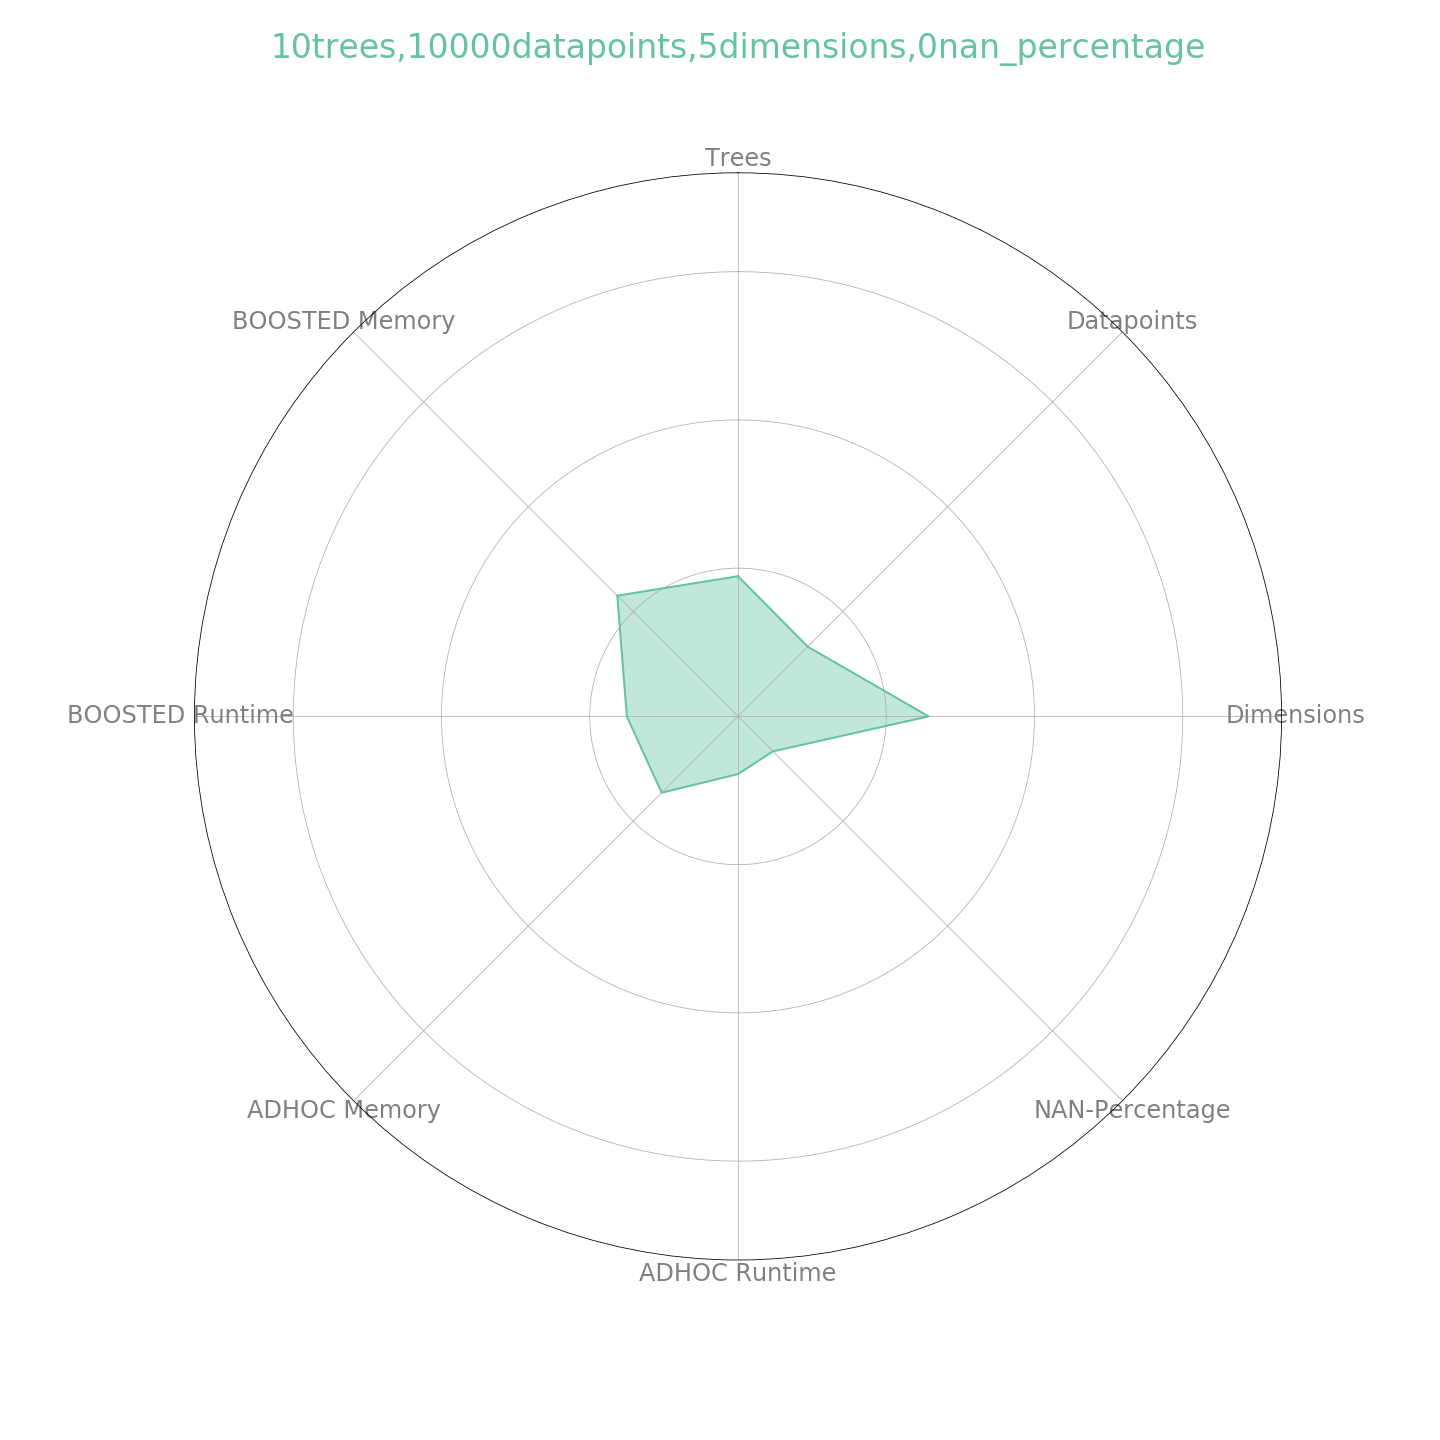 10trees,10000datapoints,5dimensions,0nan_percentage
Trees
BOOSTED Memory
Datapoints
BOOSTED Runtime
Dimensions
ADHOC Memory
NAN-Percentage
ADHOC Runtime